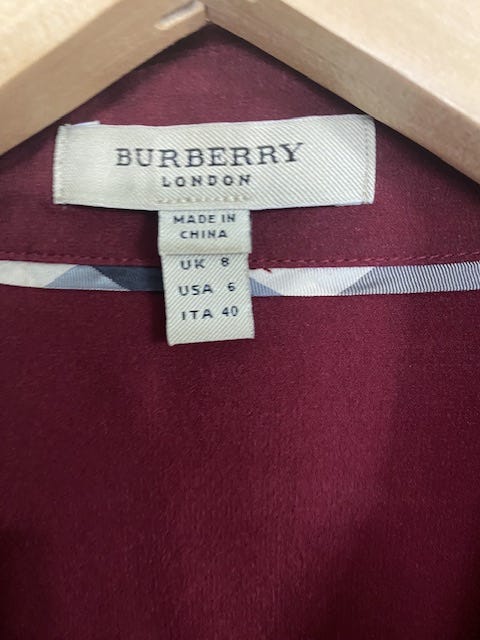 BURBERRY
LONDON
MADE IN
CHINA
UK 8
USA 6
ITA 40